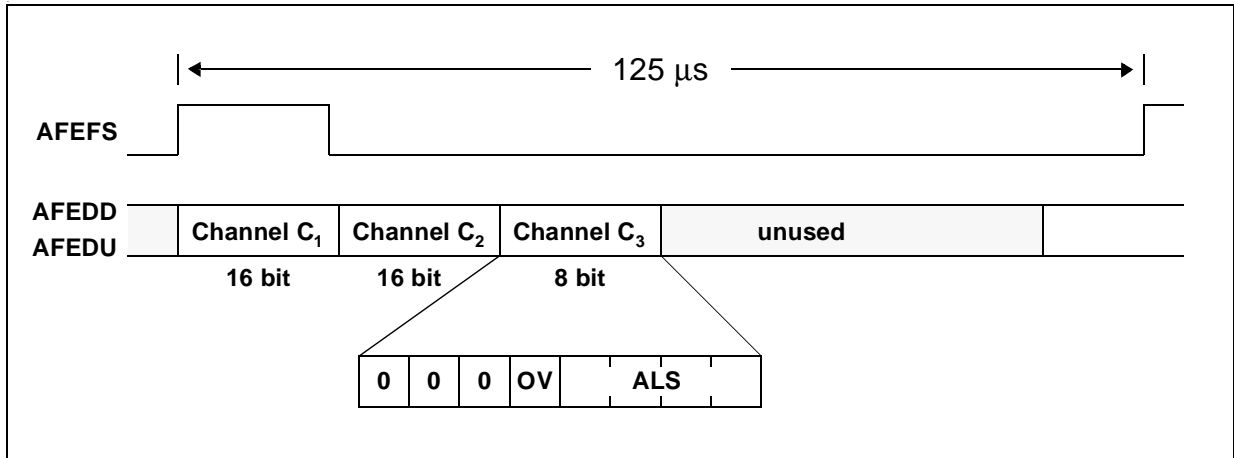 125 µs
AFEFS
AFEDD
AFEDU
Channel C1 Channel C2 Channel C3 unused
16 bit 16 bit 8 bit
0 0 0 OV ALS